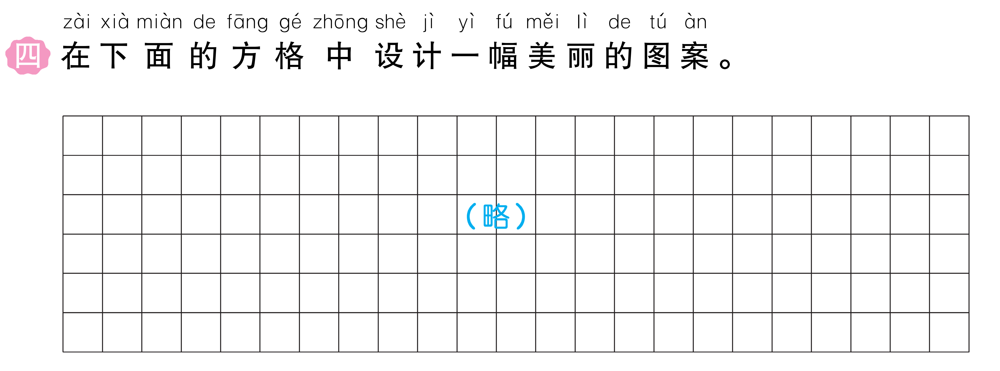 zài xià miàn de fāng gé zhōng shè jì yì fú měi lì de tú àn
四 在下面的方格中设计一幅美丽的图案。
（略）